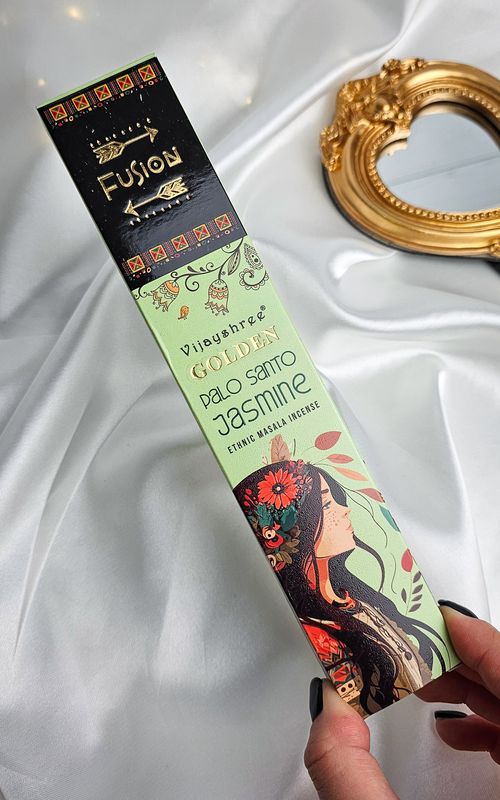 FUSION
Vijayshree®
GOLDEN
PALO SANTO
JASMINE
ETHNIC MASALA INCENSE